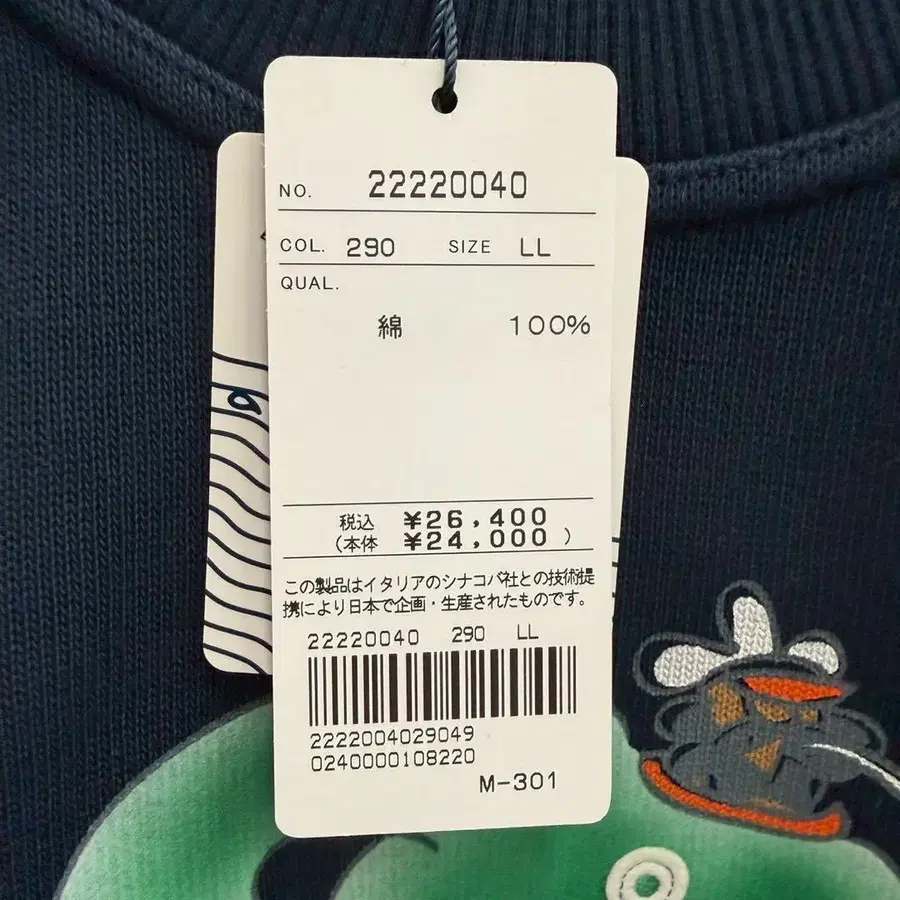 NO. 22220040
COL. 290 SIZE LL
QUAL.
綿 100%
税込 ¥26,400
(本体 ¥24,000 )
この製品はイタリアのシナコバ社との技術提
携により日本で企画・生産されたものです。
22220040 290 LL
2222004029049
0240000108220
M-301